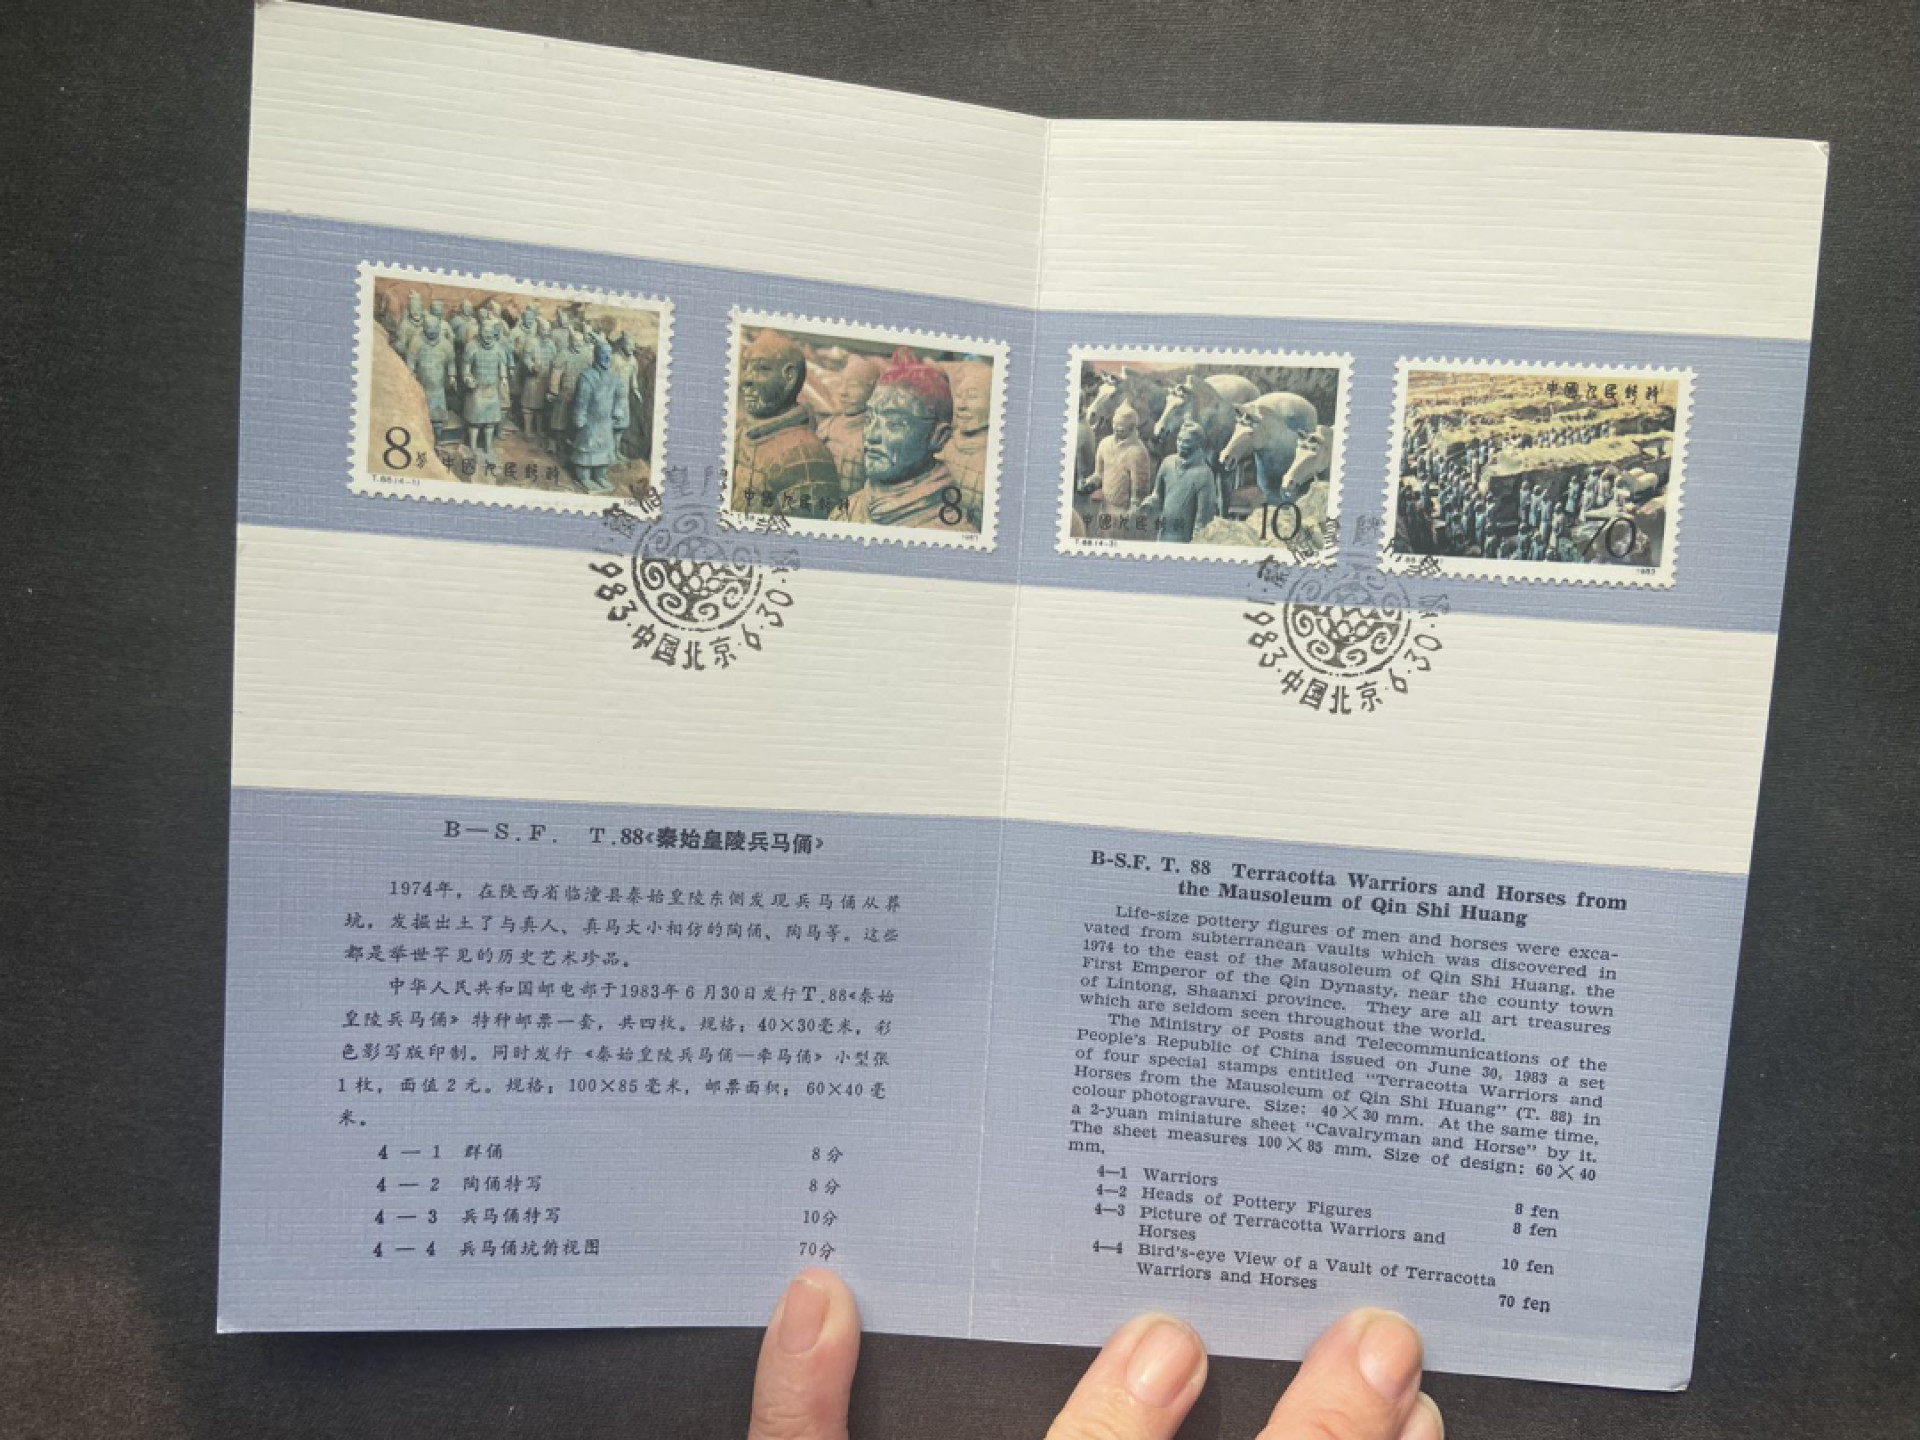 8分 中国人民邮政
T.88.(4-1)
中国人民邮政 8分
1983
中国人民邮政 10
T.88.(4-3)
中国人民邮政
70
1983
1983·中国北京·6·30
1983·中国北京·6·30
B—S.F. T.88《秦始皇陵兵马俑》
1974年，在陕西省临潼县秦始皇陵东侧发现兵马俑从葬
坑，发掘出土了与真人、真马大小相仿的陶俑、陶马等。这些
都是举世罕见的历史艺术珍品。
中华人民共和国邮电部于1983年6月30日发行T.88《秦始
皇陵兵马俑》特种邮票一套，共四枚。规格：40×30毫米，彩
色影写版印制。同时发行《秦始皇陵兵马俑—牵马俑》小型张
1枚，面值2元。规格：100×85毫米，邮票面积：60×40毫
米。
4—1 群俑 8分
4—2 陶俑特写 8分
4—3 兵马俑特写 10分
4—4 兵马俑坑俯视图 70分
B-S.F. T. 88 Terracotta Warriors and Horses from
the Mausoleum of Qin Shi Huang
Life-size pottery figures of men and horses were exca-
vated from subterranean vaults which was discovered in
1974 to the east of the Mausoleum of Qin Shi Huang, the
First Emperor of the Qin Dynasty, near the county town
of Lintong, Shaanxi province. They are all art treasures
which are seldom seen throughout the world.
The Ministry of Posts and Telecommunications of the
People's Republic of China issued on June 30, 1983 a set
of four special stamps entitled "Terracotta Warriors and
Horses from the Mausoleum of Qin Shi Huang" (T. 88) in
colour photogravure. Size: 40×30 mm. At the same time,
a 2-yuan miniature sheet "Cavalryman and Horse" by it.
The sheet measures 100×85 mm. Size of design: 60×40
mm.
4—1 Warriors 8 fen
4—2 Heads of Pottery Figures 8 fen
4—3 Picture of Terracotta Warriors and
Horses 10 fen
4—4 Bird's-eye View of a Vault of Terracotta
Warriors and Horses 70 fen